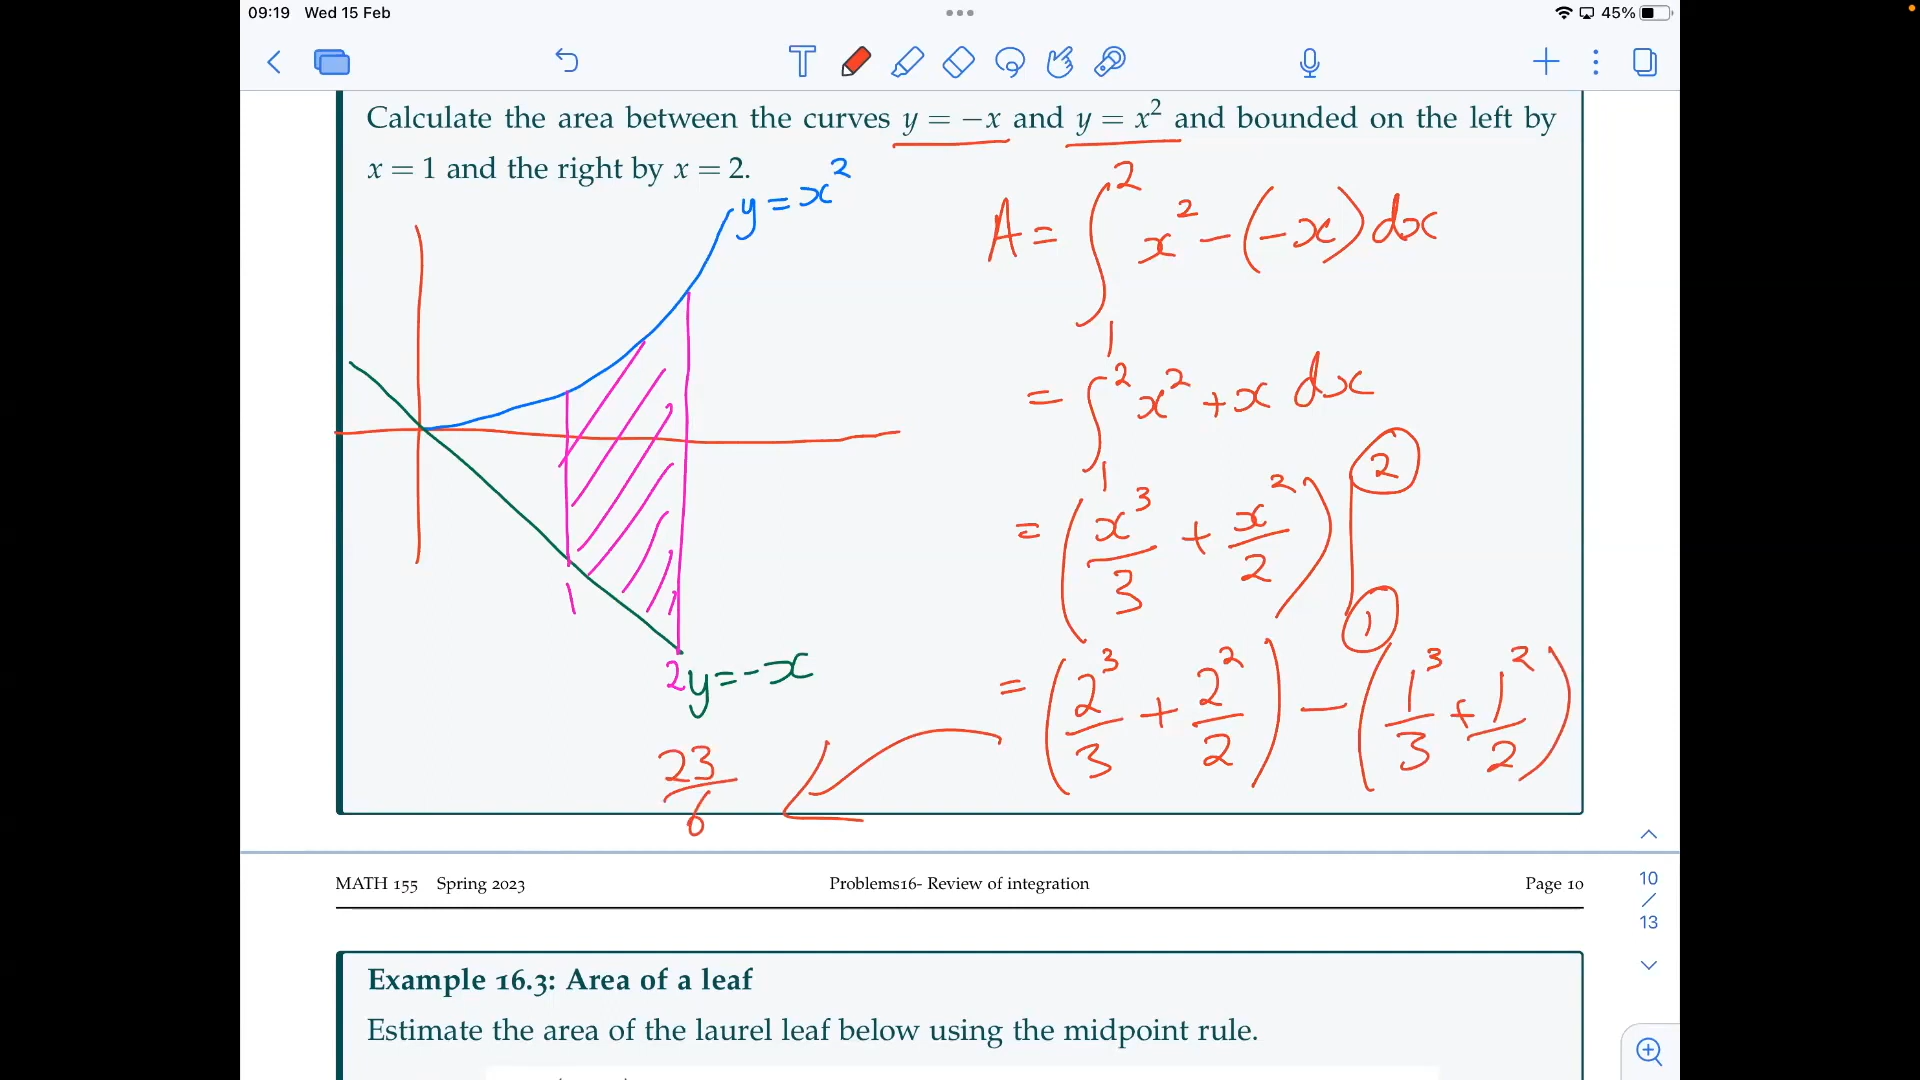 09:19 Wed 15 Feb
45%
Calculate the area between the curves y = −x and y = x² and bounded on the left by
x = 1 and the right by x = 2.
y = x²
A = ∫₁² x² − (−x) dx
= ∫₁² x² + x dx
= (x³/3 + x²/2) |₁²
1
2
y = −x
= (2³/3 + 2²/2) − (1³/3 + 1²/2)
23/6
MATH 155 Spring 2023
Problems16- Review of integration
Page 10
10
/
13
Example 16.3: Area of a leaf
Estimate the area of the laurel leaf below using the midpoint rule.